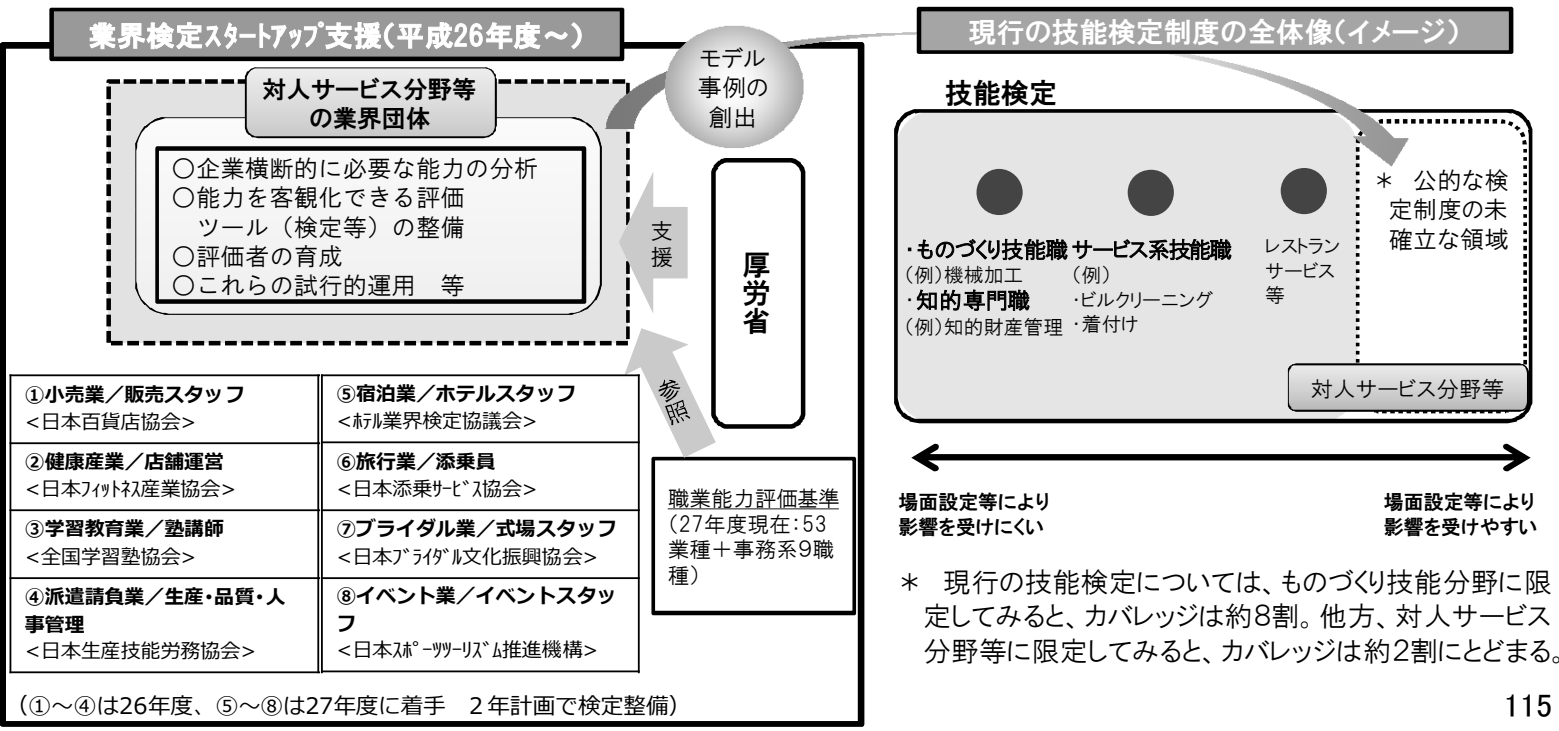 業界検定ｽﾀｰﾄｱｯﾌﾟ支援(平成26年度～)
対人サービス分野等
の業界団体
○企業横断的に必要な能力の分析
○能力を客観化できる評価
ツール（検定等）の整備
○評価者の育成
○これらの試行的運用　等
モデル
事例の
創出
支援
厚労省
参照
①小売業／販売スタッフ
<日本百貨店協会>
②健康産業／店舗運営
<日本ﾌｨｯﾄﾈｽ産業協会>
③学習教育業／塾講師
<全国学習塾協会>
④派遣請負業／生産・品質・人
事管理
<日本生産技能労務協会>
⑤宿泊業／ホテルスタッフ
<ﾎﾃﾙ業界検定協議会>
⑥旅行業／添乗員
<日本添乗ｻｰﾋﾞｽ協会>
⑦ブライダル業／式場スタッフ
<日本ﾌﾞﾗｲﾀﾞﾙ文化振興協会>
⑧イベント業／イベントスタッ
フ
<日本ｽﾎﾟｰﾂﾂｰﾘｽﾞﾑ推進機構>
職業能力評価基準
(27年度現在:53
業種＋事務系9職
種)
(①～④は26年度、⑤～⑧は27年度に着手　２年計画で検定整備)
現行の技能検定制度の全体像(イメージ)
技能検定
・ものづくり技能職
(例)機械加工
・知的専門職
(例)知的財産管理
サービス系技能職
(例)
・ビルクリーニング
・着付け
レストラン
サービス
等
＊　公的な検
定制度の未
確立な領域
対人サービス分野等
場面設定等により
影響を受けにくい
場面設定等により
影響を受けやすい
＊　現行の技能検定については、ものづくり技能分野に限
定してみると、カバレッジは約８割。他方、対人サービス
分野等に限定してみると、カバレッジは約２割にとどまる。
115